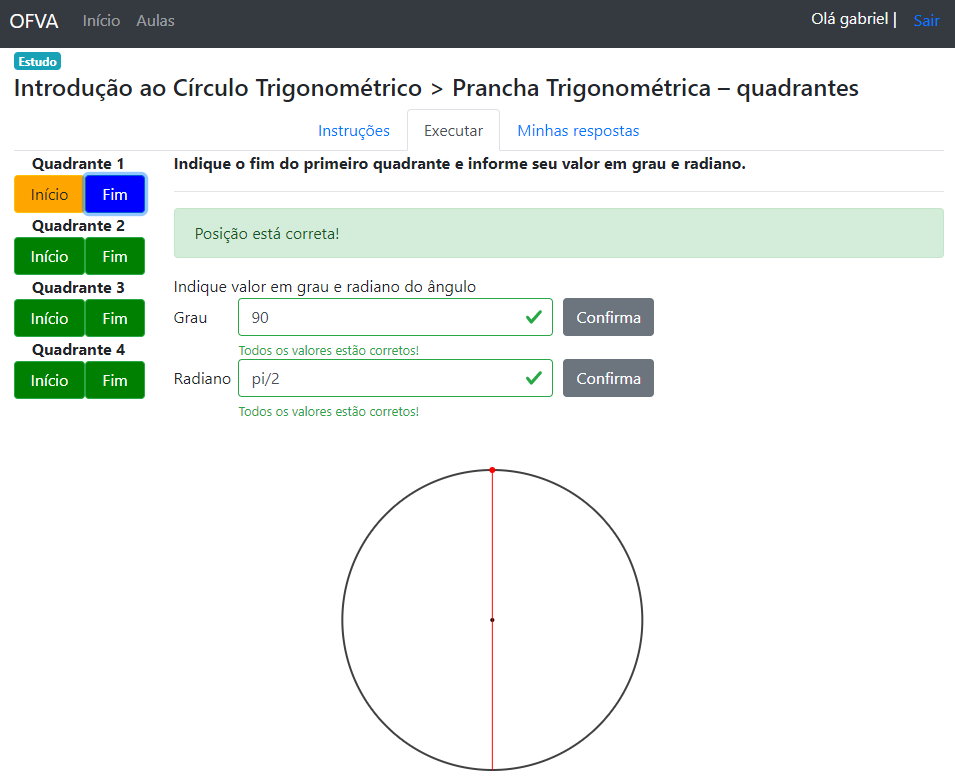 OFVA Início Aulas Olá gabriel | Sair
Estudo
Introdução ao Círculo Trigonométrico > Prancha Trigonométrica – quadrantes
Instruções Executar Minhas respostas
Quadrante 1
Início Fim
Quadrante 2
Início Fim
Quadrante 3
Início Fim
Quadrante 4
Início Fim
Indique o fim do primeiro quadrante e informe seu valor em grau e radiano.
Posição está correta!
Indique valor em grau e radiano do ângulo
Grau 90 Confirma
Todos os valores estão corretos!
Radiano pi/2 Confirma
Todos os valores estão corretos!